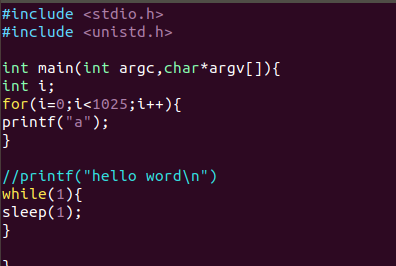 #include <stdio.h>
#include <unistd.h>
int main(int argc,char*argv[]){
int i;
for(i=0;i<1025;i++){
printf("a");
}
//printf("hello word\n")
while(1){
sleep(1);
}
}